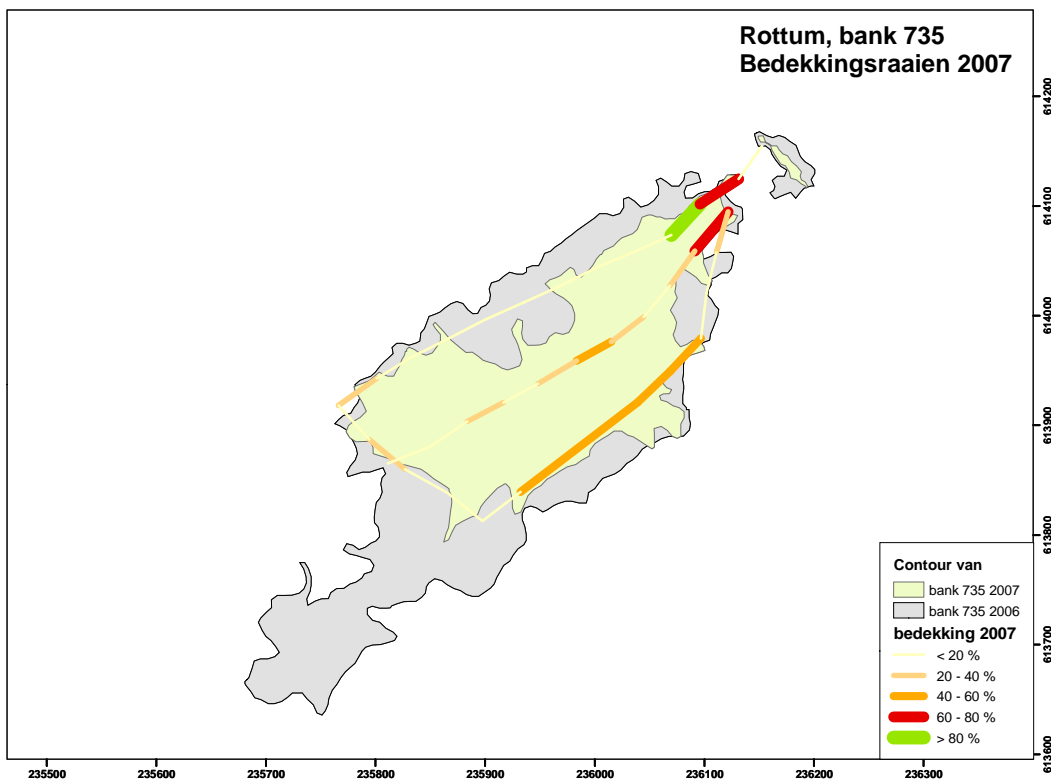 Rottum, bank 735
Bedekkingsraaien 2007
614200
614100
614000
613900
613800
613700
613600
Contour van
bank 735 2007
bank 735 2006
bedekking 2007
< 20 %
20 - 40 %
40 - 60 %
60 - 80 %
> 80 %
235500 235600 235700 235800 235900 236000 236100 236200 236300